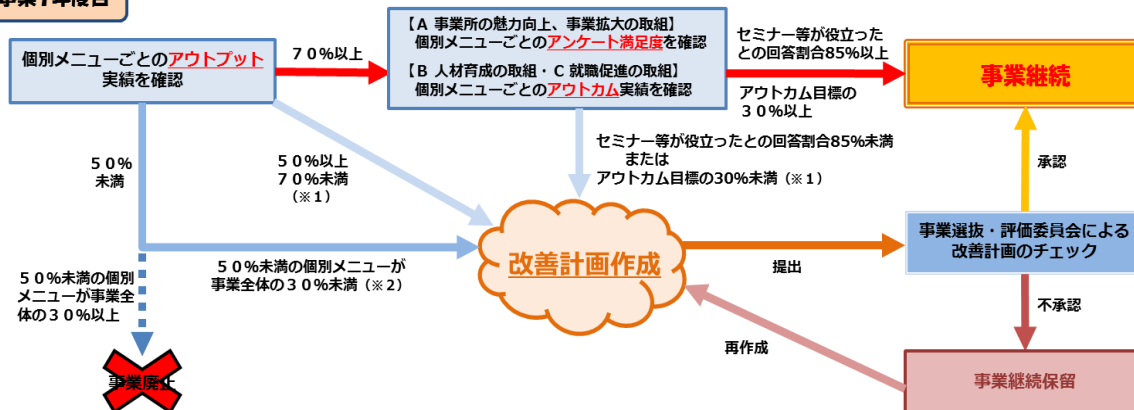 事業1年度目
個別メニューごとのアウトプット
実績を確認
70%以上
【A 事業所の魅力向上、事業拡大の取組】
個別メニューごとのアンケート満足度を確認
【B 人材育成の取組・C 就職促進の取組】
個別メニューごとのアウトカム実績を確認
セミナー等が役立った
との回答割合85%以上
アウトカム目標の
30%以上
事業継続
50%
未満
50%以上
70%未満
(※1)
セミナー等が役立ったとの回答割合85%未満
または
アウトカム目標の30%未満(※1)
承認
事業選抜・評価委員会による
改善計画のチェック
改善計画作成
提出
50%未満の個別メニューが
事業全体の30%未満(※2)
50%未満の個別
メニューが事業全
体の30%以上
不承認
再作成
事業廃止
事業継続保留